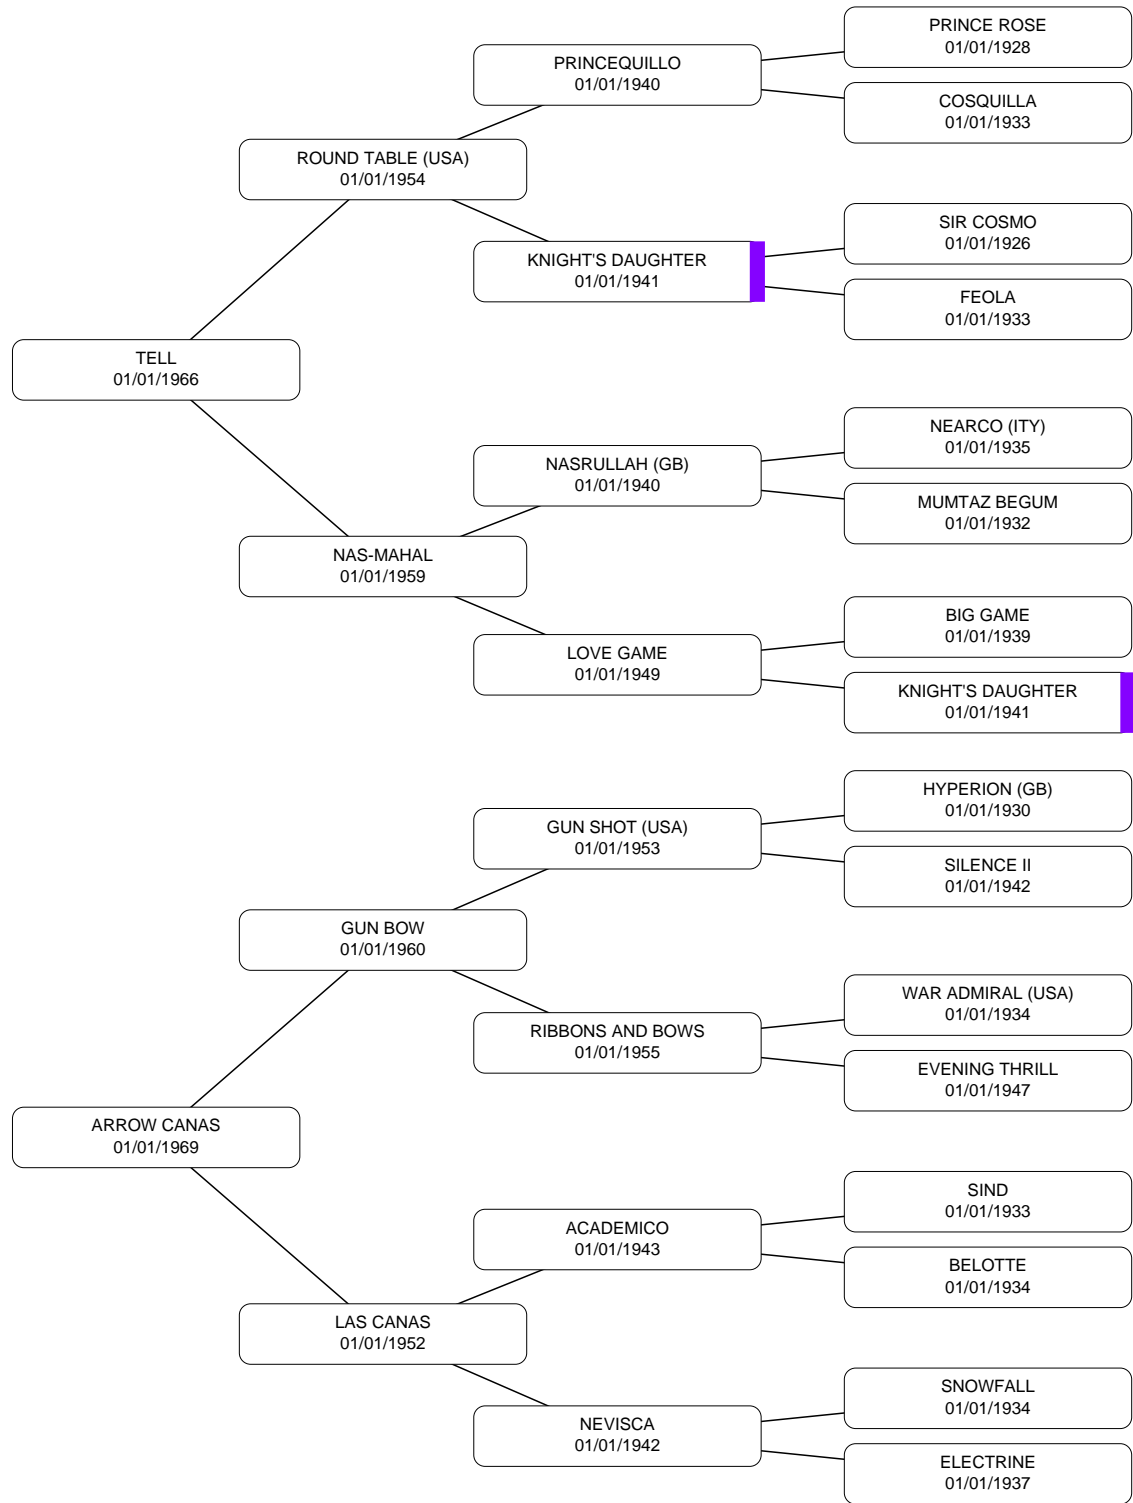 PRINCE ROSE
01/01/1928
PRINCEQUILLO
01/01/1940
COSQUILLA
01/01/1933
ROUND TABLE (USA)
01/01/1954
SIR COSMO
01/01/1926
KNIGHT'S DAUGHTER
01/01/1941
FEOLA
01/01/1933
TELL
01/01/1966
NEARCO (ITY)
01/01/1935
NASRULLAH (GB)
01/01/1940
MUMTAZ BEGUM
01/01/1932
NAS-MAHAL
01/01/1959
BIG GAME
01/01/1939
LOVE GAME
01/01/1949
KNIGHT'S DAUGHTER
01/01/1941
HYPERION (GB)
01/01/1930
GUN SHOT (USA)
01/01/1953
SILENCE II
01/01/1942
GUN BOW
01/01/1960
WAR ADMIRAL (USA)
01/01/1934
RIBBONS AND BOWS
01/01/1955
EVENING THRILL
01/01/1947
ARROW CANAS
01/01/1969
SIND
01/01/1933
ACADEMICO
01/01/1943
BELOTTE
01/01/1934
LAS CANAS
01/01/1952
SNOWFALL
01/01/1934
NEVISCA
01/01/1942
ELECTRINE
01/01/1937